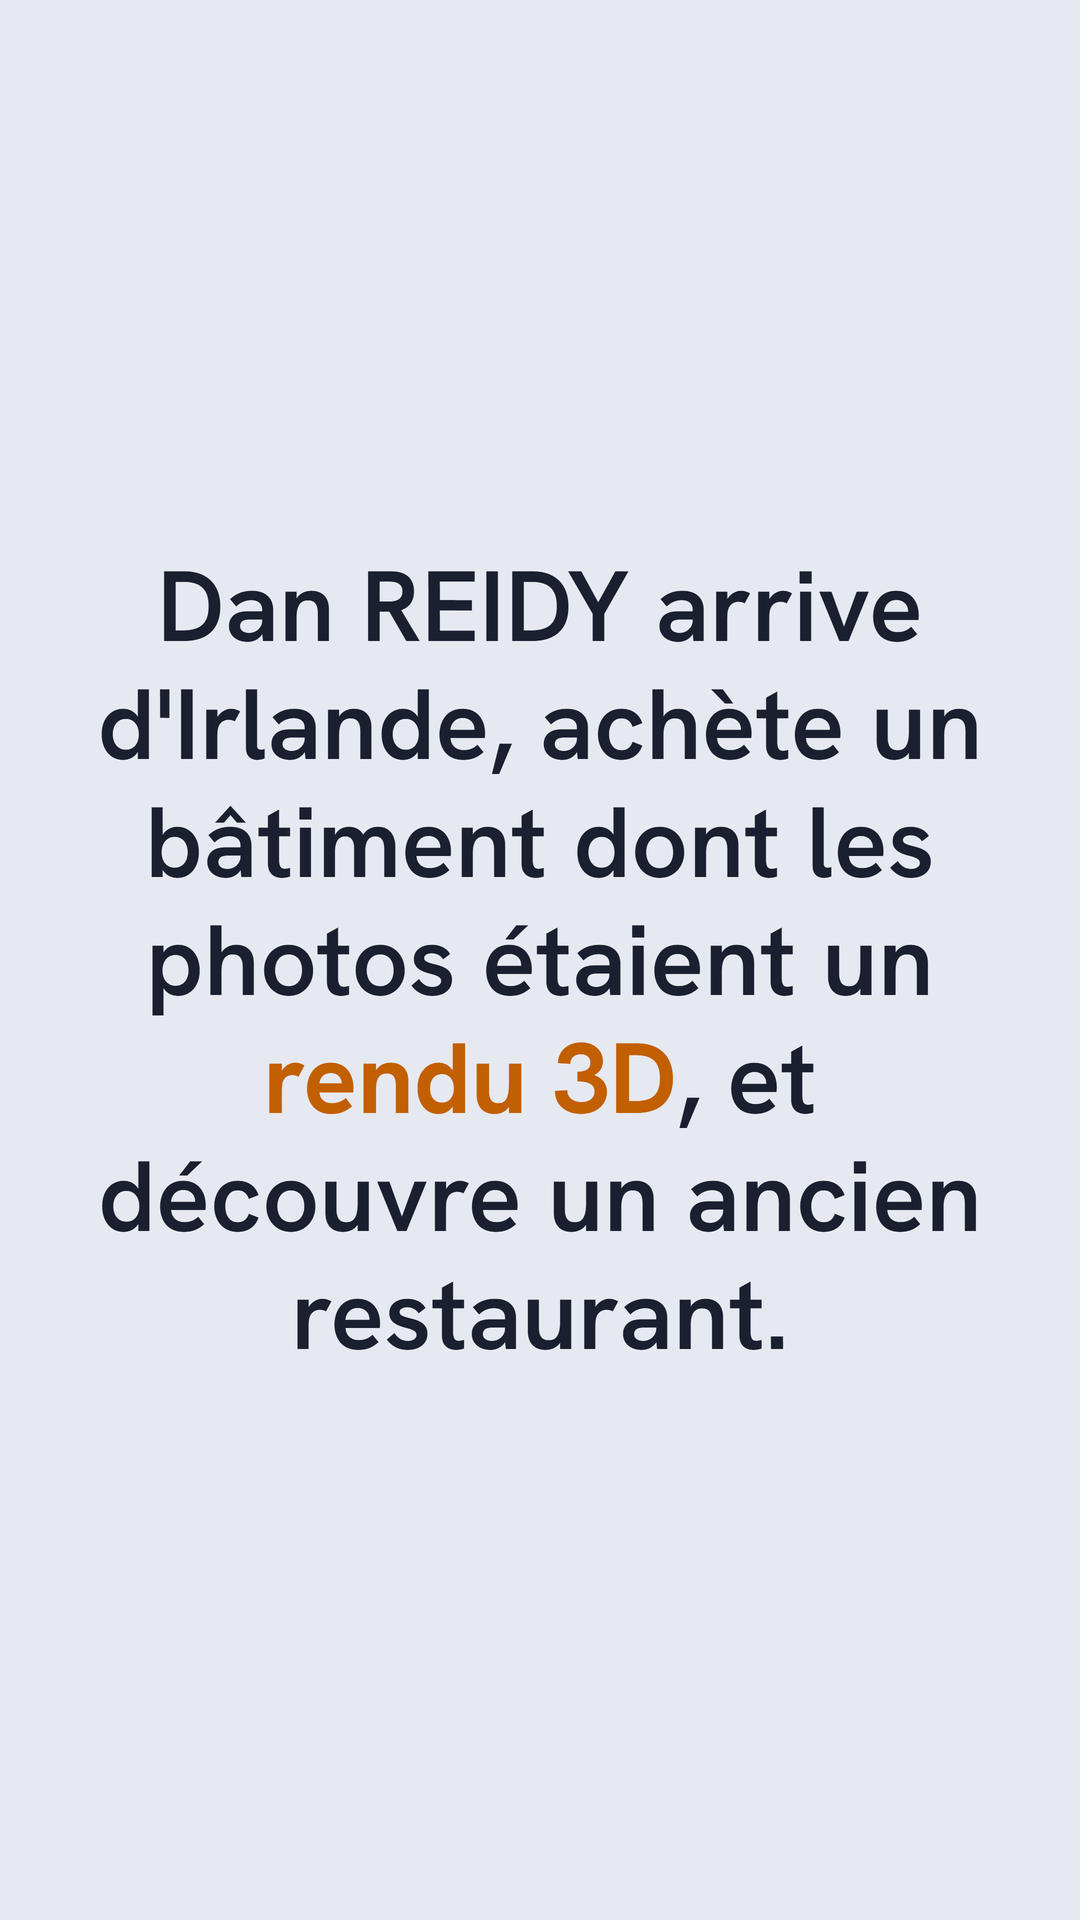 Dan REIDY arrive
d'Irlande, achète un
bâtiment dont les
photos étaient un
rendu 3D, et
découvre un ancien
restaurant.